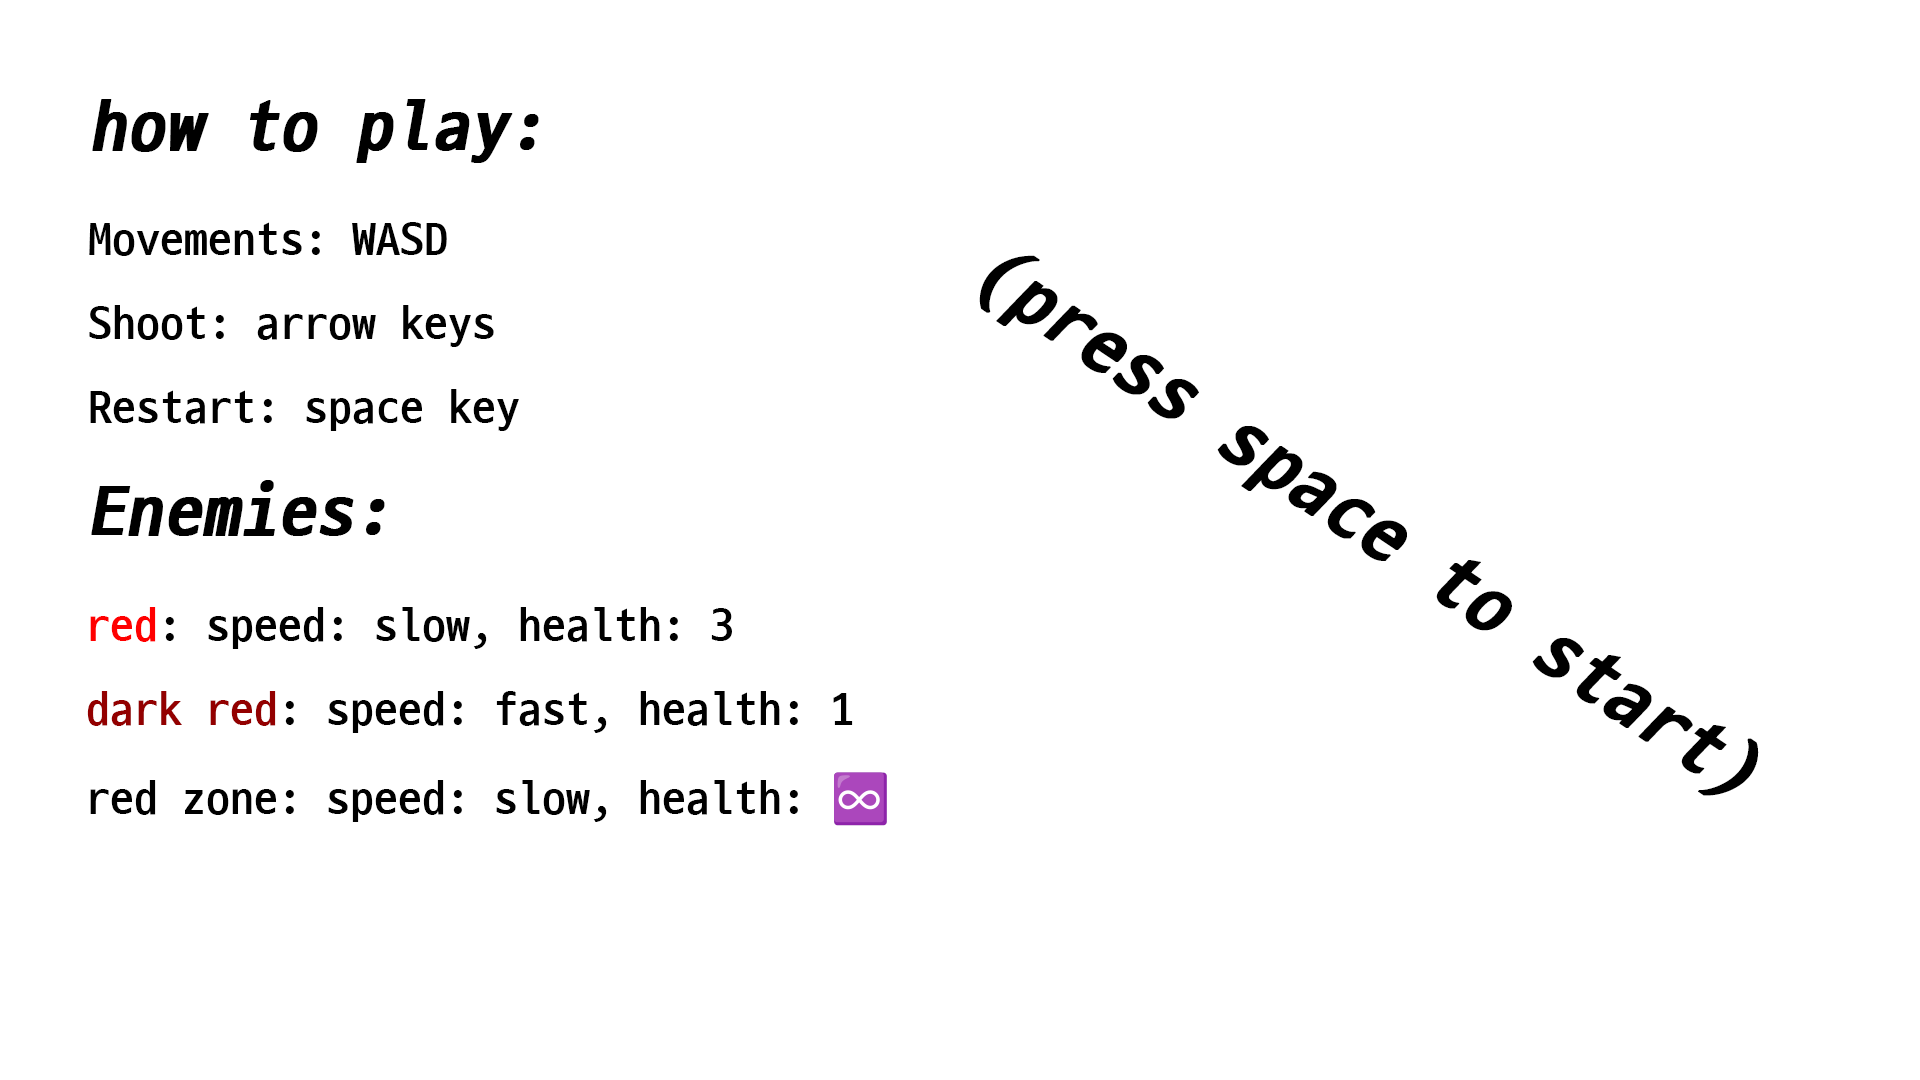 how to play:
Movements: WASD
Shoot: arrow keys
Restart: space key
Enemies:
red: speed: slow, health: 3
dark red: speed: fast, health: 1
red zone: speed: slow, health: ♾️
(press space to start)